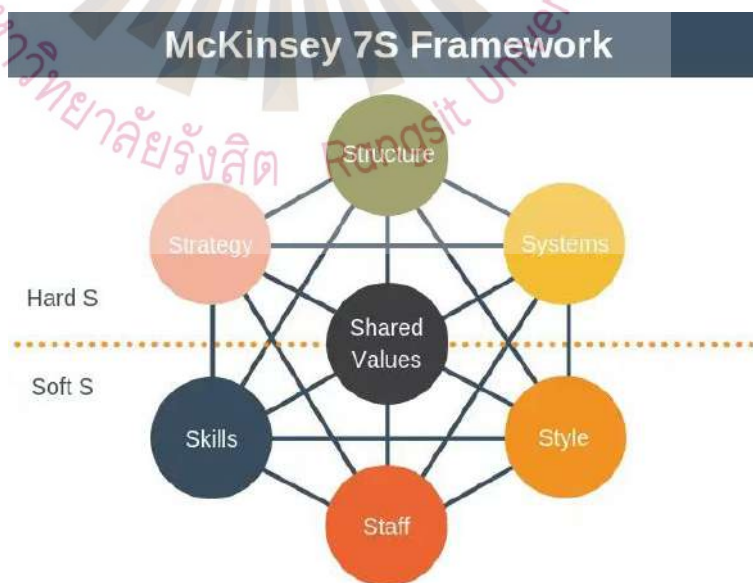 McKinsey 7S Framework
มหาวิทยาลัยรังสิต Rangsit
Structure
Strategy
Systems
Hard S
Shared
Values
Soft S
Skills
Style
Staff